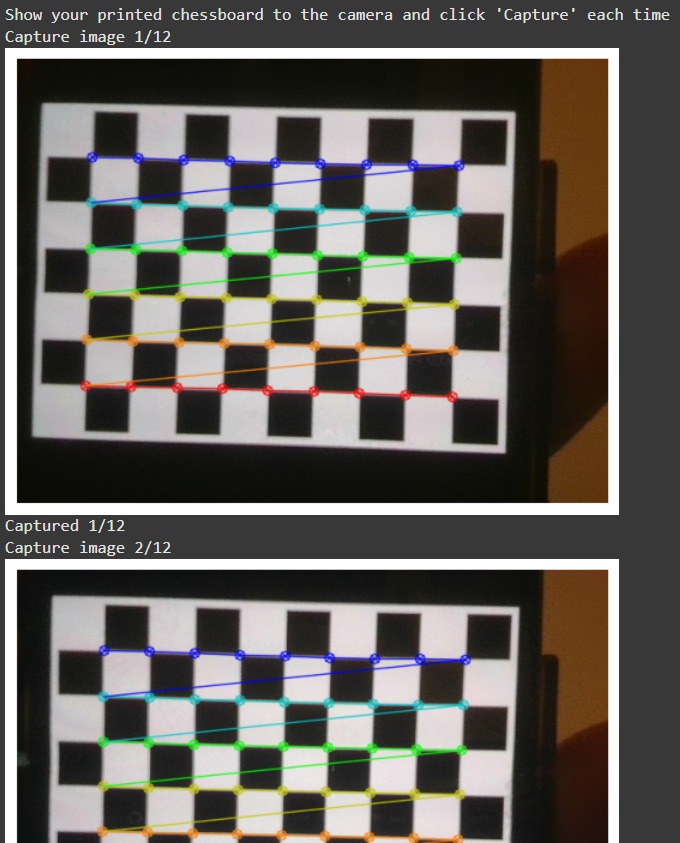 Show your printed chessboard to the camera and click 'Capture' each time
Capture image 1/12
Captured 1/12
Capture image 2/12